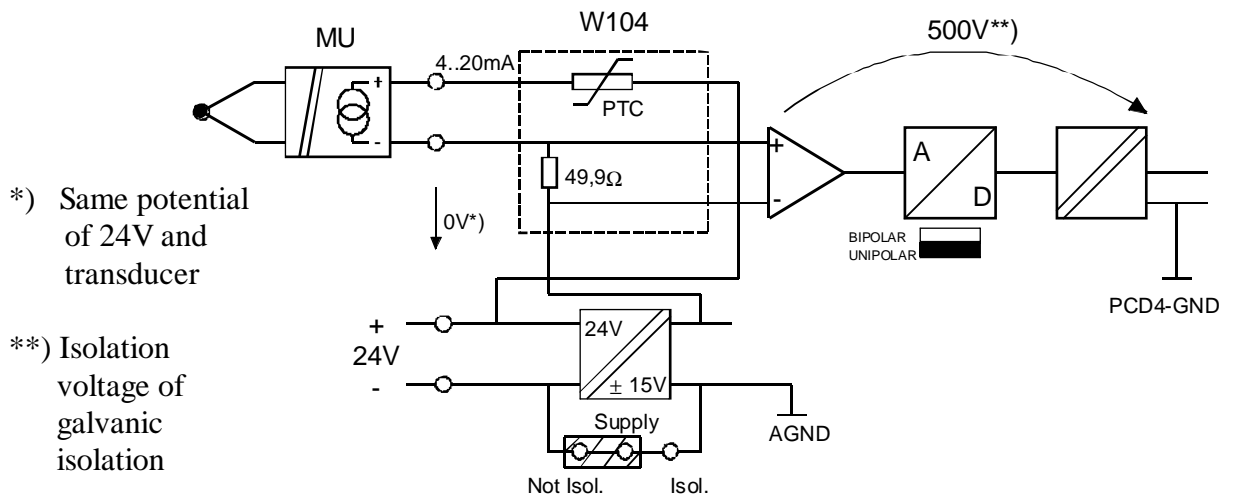 W104
500V**)
MU
4..20mA
+
-
PTC
+
-
A
D
49,9Ω
*) Same potential
of 24V and
transducer
0V*)
BIPOLAR
UNIPOLAR
PCD4-GND
+
24V
-
24V
± 15V
**) Isolation
voltage of
galvanic
isolation
Supply
AGND
Not Isol.
Isol.